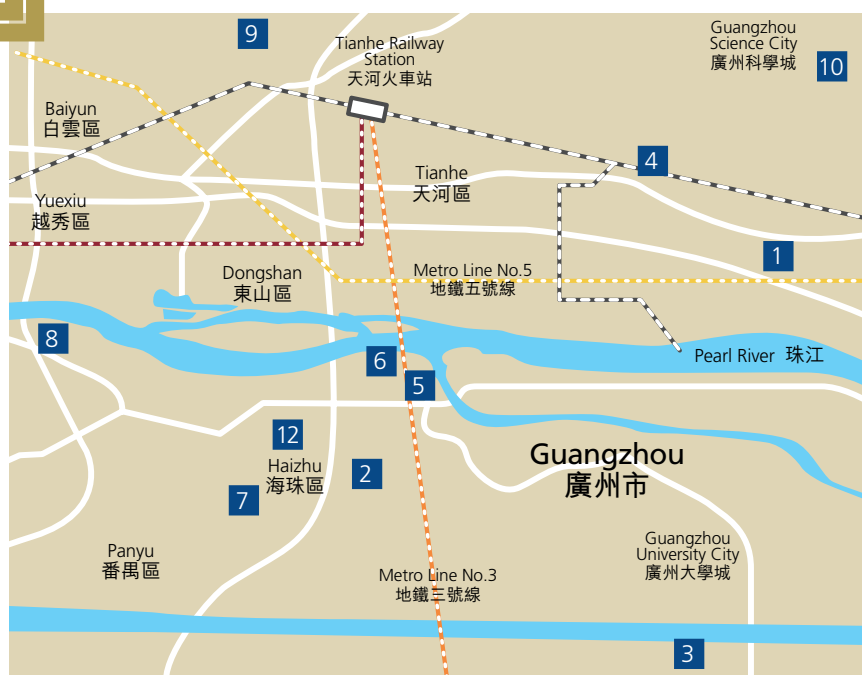 9
Tianhe Railway
Station
天河火車站
Guangzhou
Science City
廣州科學城
10
Baiyun
白雲區
4
Tianhe
天河區
Yuexiu
越秀區
1
Dongshan
東山區
Metro Line No.5
地鐵五號線
8
6
Pearl River 珠江
5
12
Haizhu
海珠區
2
Guangzhou
廣州市
7
Panyu
番禺區
Guangzhou
University City
廣州大學城
Metro Line No.3
地鐵三號線
3